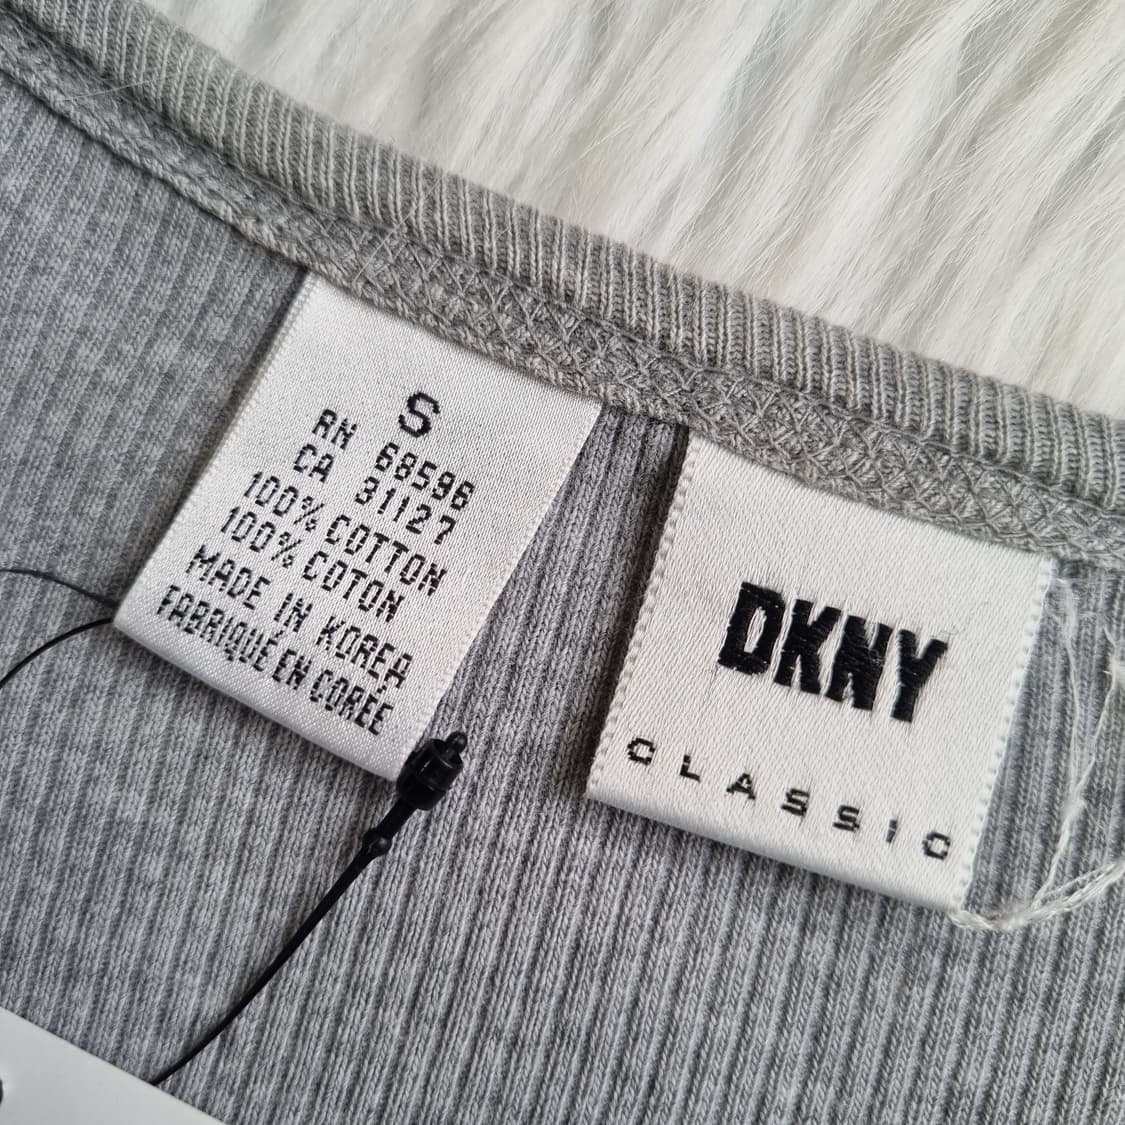 S
RN 68596
CA 31127
100% COTTON
100% COTON
MADE IN KOREA
FABRIQUÉ EN CORÉE
DKNY
CLASSIC